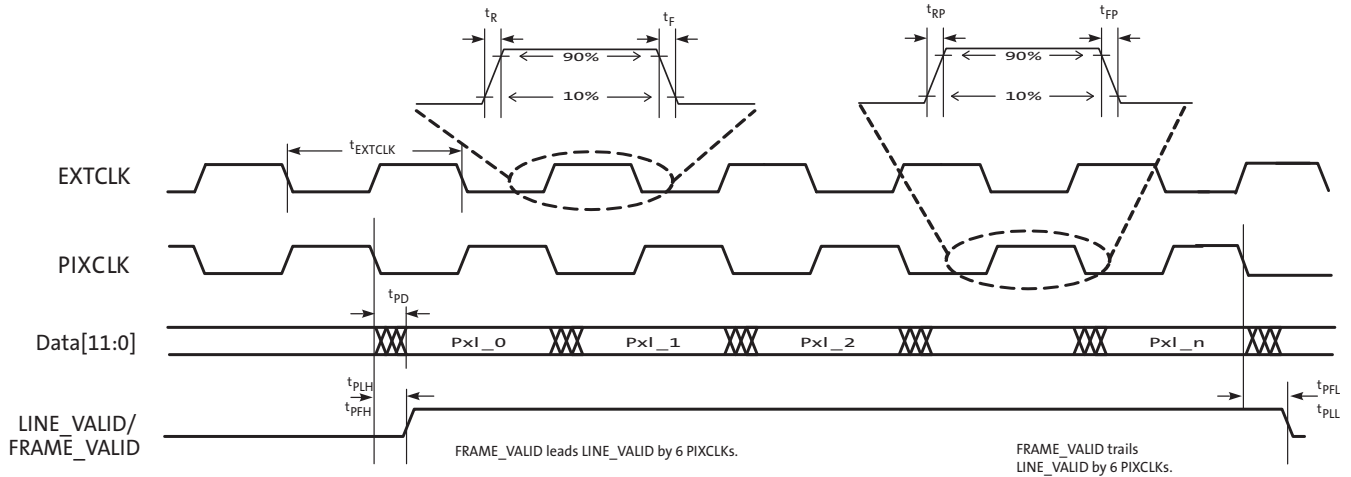 tR
tF
tRP
tFP
90%
90%
10%
10%
tEXTCLK
EXTCLK
PIXCLK
tPD
Data[11:0]
Pxl_0
Pxl_1
Pxl_2
Pxl_n
tPLH
tPFH
tPFL
tPLL
LINE_VALID/
FRAME_VALID
FRAME_VALID leads LINE_VALID by 6 PIXCLKs.
FRAME_VALID trails
LINE_VALID by 6 PIXCLKs.